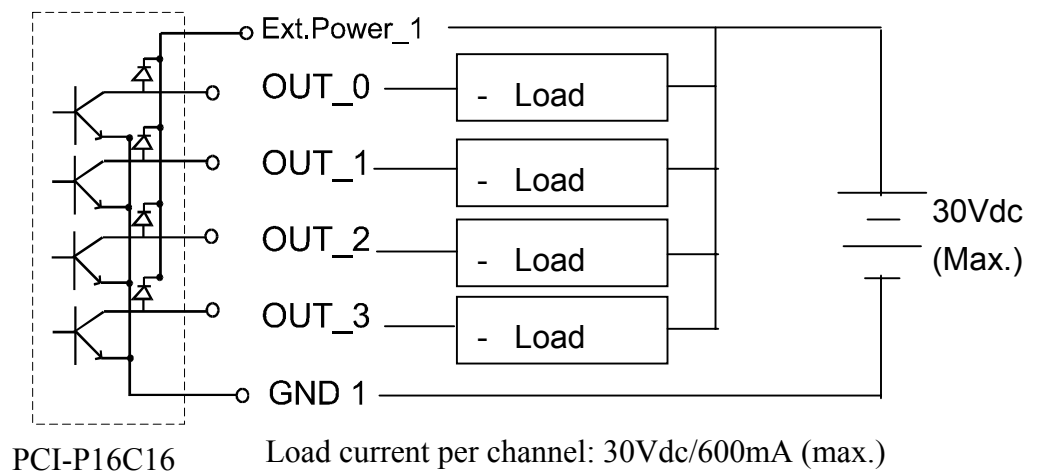 Ext.Power_1
OUT_0
- Load
OUT_1
- Load
OUT_2
- Load
OUT_3
- Load
30Vdc
(Max.)
GND 1
PCI-P16C16
Load current per channel: 30Vdc/600mA (max.)